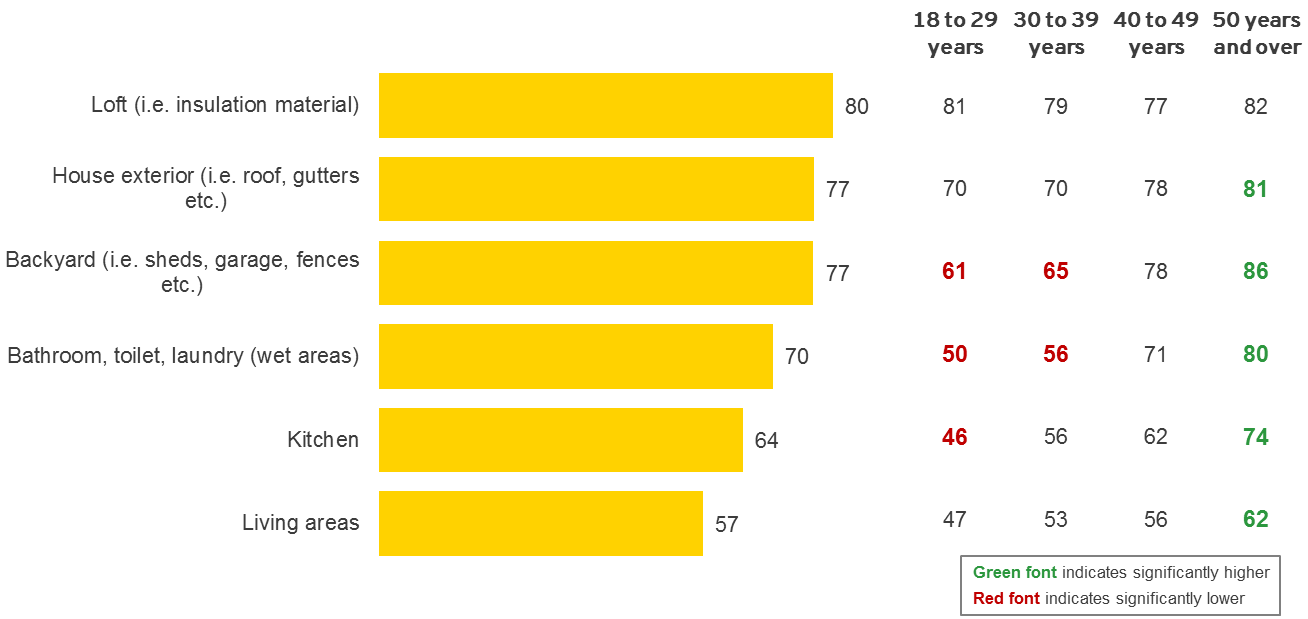 18 to 29 years
30 to 39 years
40 to 49 years
50 years and over
Loft (i.e. insulation material) 80 81 79 77 82
House exterior (i.e. roof, gutters etc.) 77 70 70 78 81
Backyard (i.e. sheds, garage, fences etc.) 77 61 65 78 86
Bathroom, toilet, laundry (wet areas) 70 50 56 71 80
Kitchen 64 46 56 62 74
Living areas 57 47 53 56 62
Green font indicates significantly higher
Red font indicates significantly lower